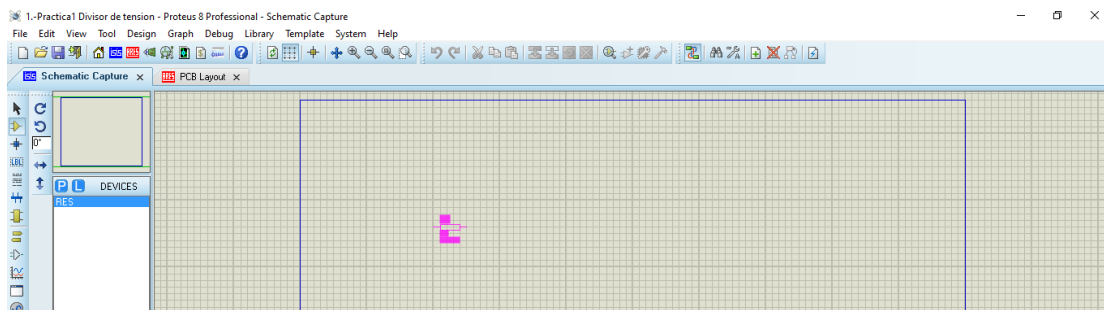 1.-Practica1 Divisor de tension - Proteus 8 Professional - Schematic Capture
File Edit View Tool Design Graph Debug Library Template System Help
Schematic Capture
PCB Layout
0°
P L DEVICES
RES